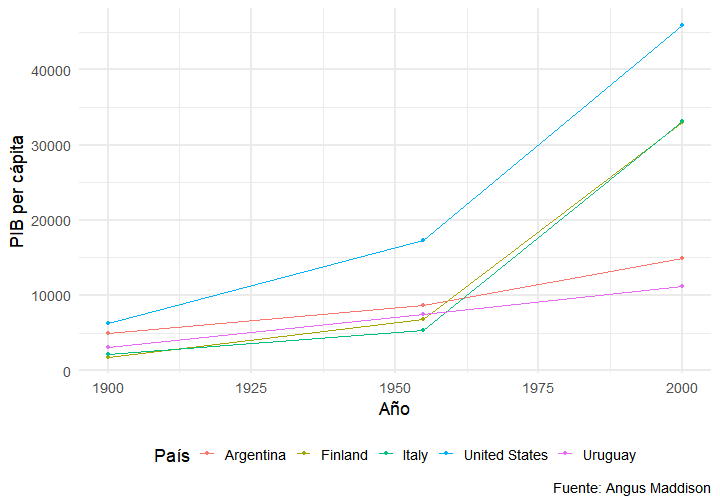 PIB per cápita
40000
30000
20000
10000
0
1900 1925 1950 1975 2000
Año
País Argentina Finland Italy United States Uruguay
Fuente: Angus Maddison